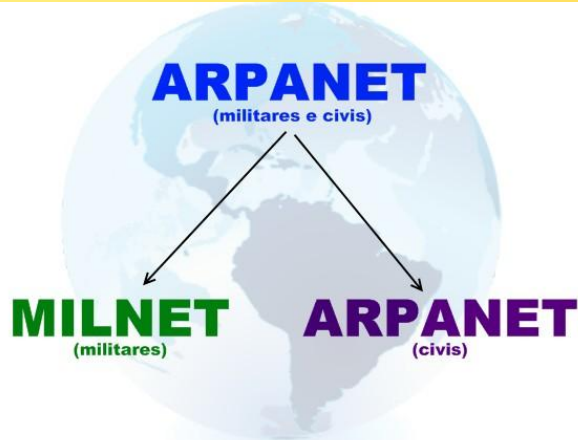 ARPANET
(militares e civis)
MILNET ARPANET
(militares) (civis)